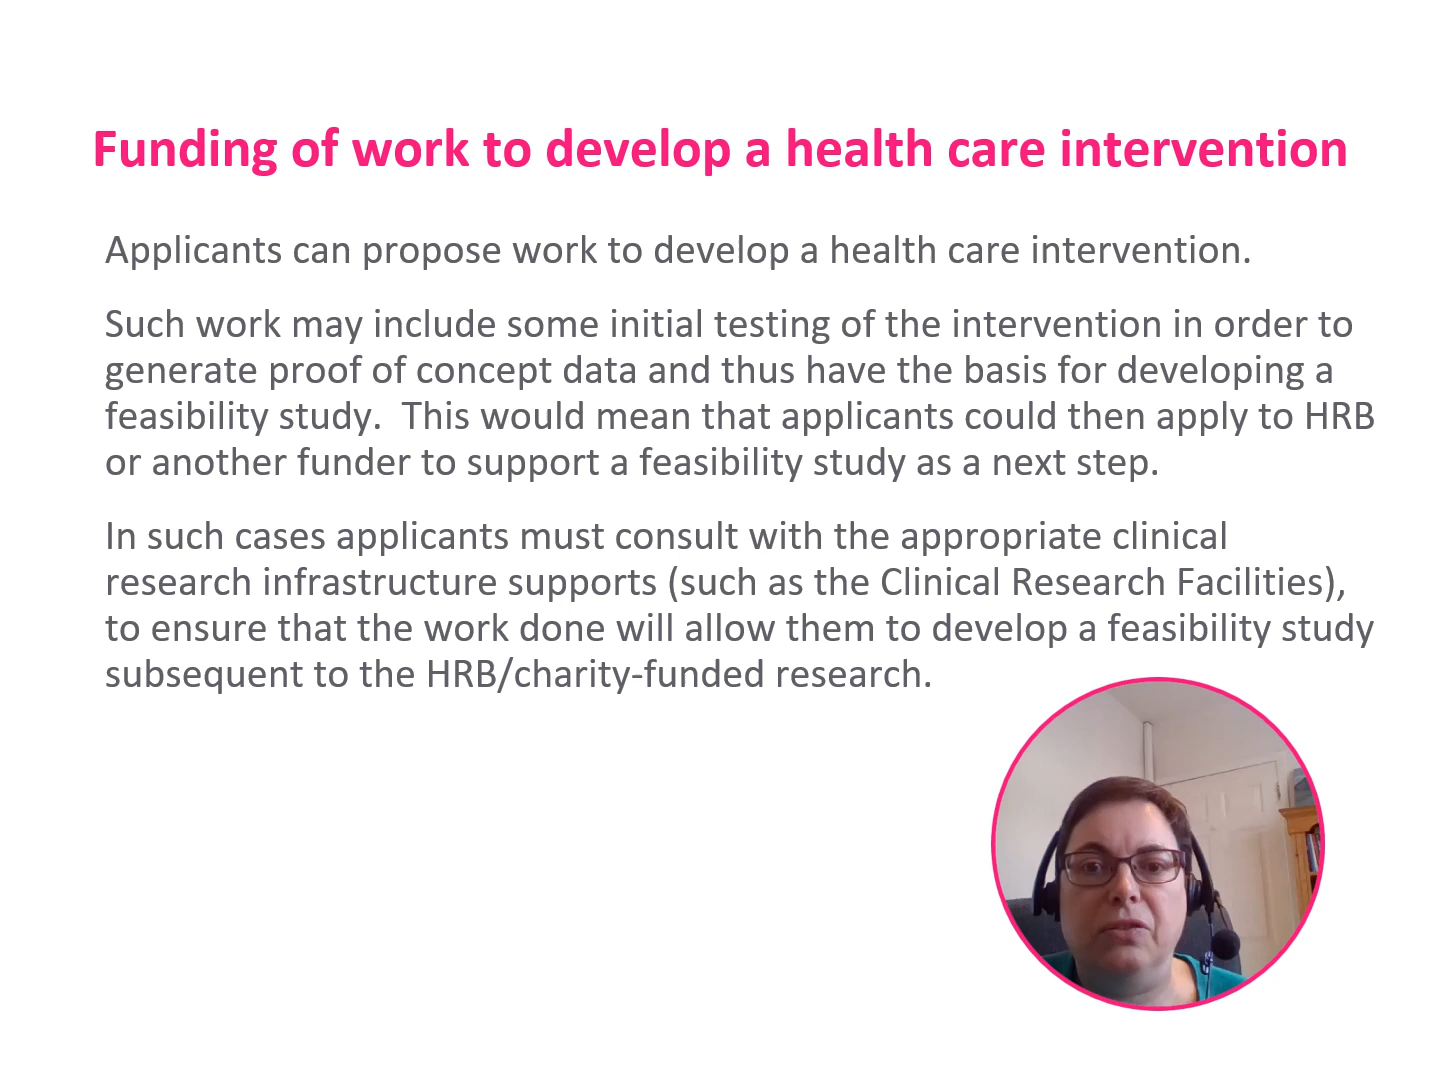 Funding of work to develop a health care intervention
Applicants can propose work to develop a health care intervention.
Such work may include some initial testing of the intervention in order to
generate proof of concept data and thus have the basis for developing a
feasibility study.  This would mean that applicants could then apply to HRB
or another funder to support a feasibility study as a next step.
In such cases applicants must consult with the appropriate clinical
research infrastructure supports (such as the Clinical Research Facilities),
to ensure that the work done will allow them to develop a feasibility study
subsequent to the HRB/charity-funded research.